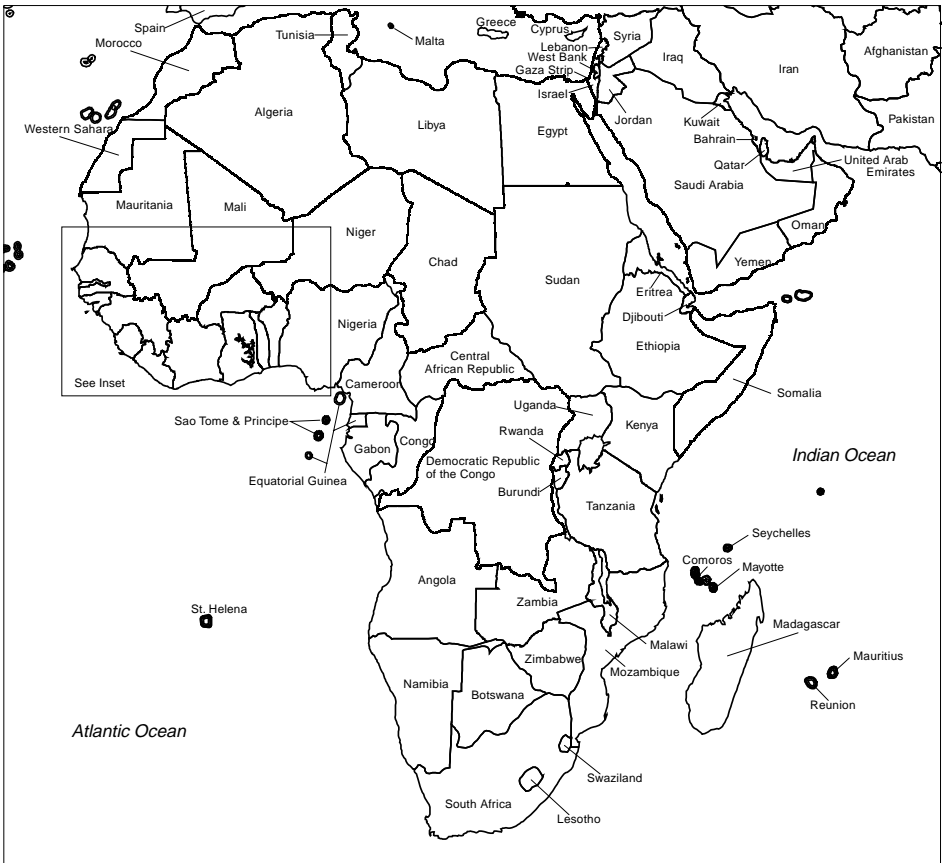 Spain
Morocco
Tunisia
Malta
Greece
Cyprus
Lebanon
West Bank
Gaza Strip
Israel
Syria
Iraq
Iran
Afghanistan
Pakistan
Jordan
Kuwait
Bahrain
Qatar
United Arab
Emirates
Saudi Arabia
Oman
Yemen
Western Sahara
Algeria
Libya
Egypt
Mauritania
Mali
Niger
Chad
Sudan
Eritrea
Djibouti
Ethiopia
Somalia
Nigeria
See Inset
Cameroon
Central
African Republic
Sao Tome & Principe
Equatorial Guinea
Gabon
Congo
Democratic Republic
of the Congo
Uganda
Rwanda
Burundi
Kenya
Tanzania
Indian Ocean
Seychelles
Comoros
Mayotte
Angola
Zambia
Malawi
Mozambique
Madagascar
Mauritius
Reunion
St. Helena
Atlantic Ocean
Namibia
Zimbabwe
Botswana
Swaziland
South Africa
Lesotho